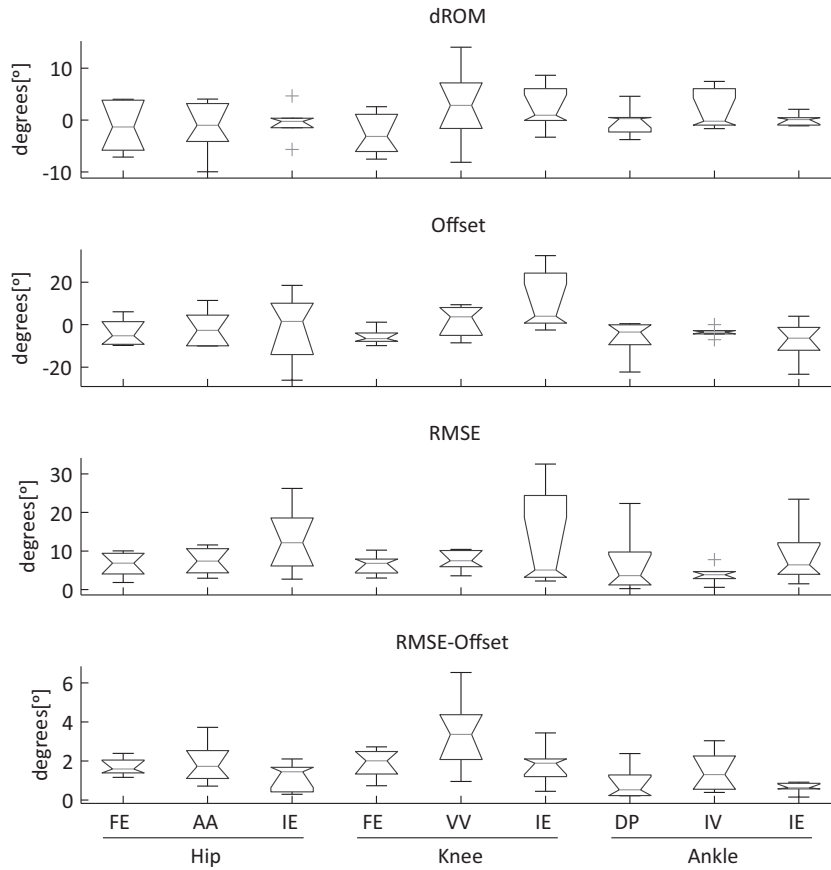 dROM
degrees[º]
10
0
-10
Offset
degrees[º]
20
0
-20
RMSE
degrees[º]
30
20
10
0
RMSE-Offset
degrees[º]
6
4
2
0
FE AA IE FE VV IE DP IV IE
Hip Knee Ankle